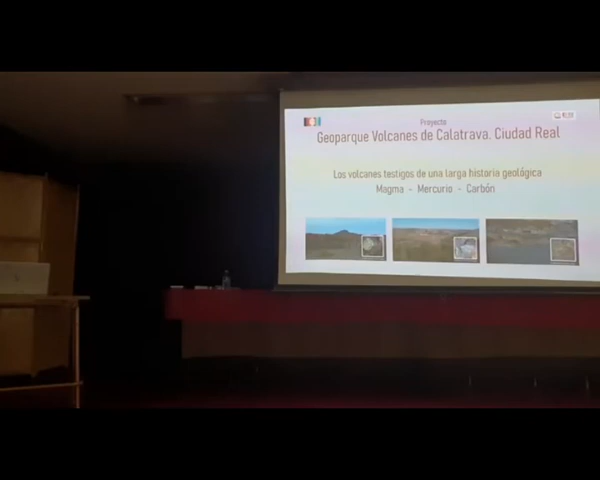 Proyecto
Geoparque Volcanes de Calatrava. Ciudad Real
Los volcanes testigos de una larga historia geológica
Magma - Mercurio - Carbón